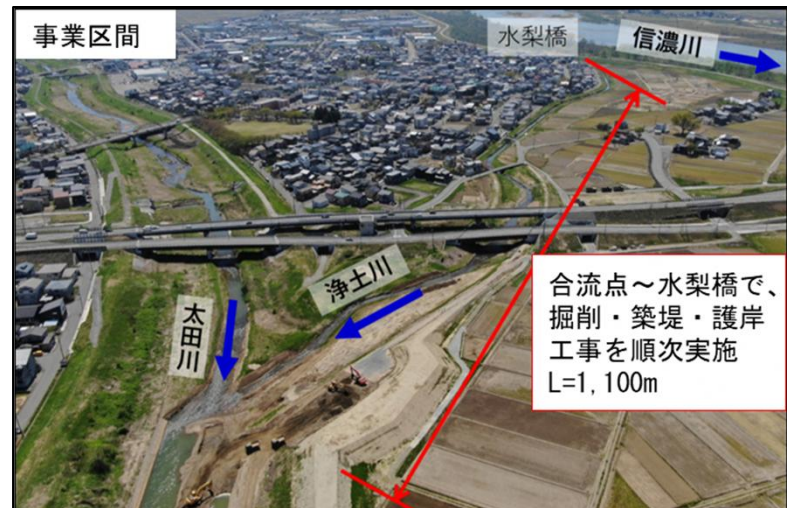 事業区間
水梨橋
信濃川
浄土川
太田川
合流点～水梨橋で、
掘削・築堤・護岸
工事を順次実施
L=1,100m